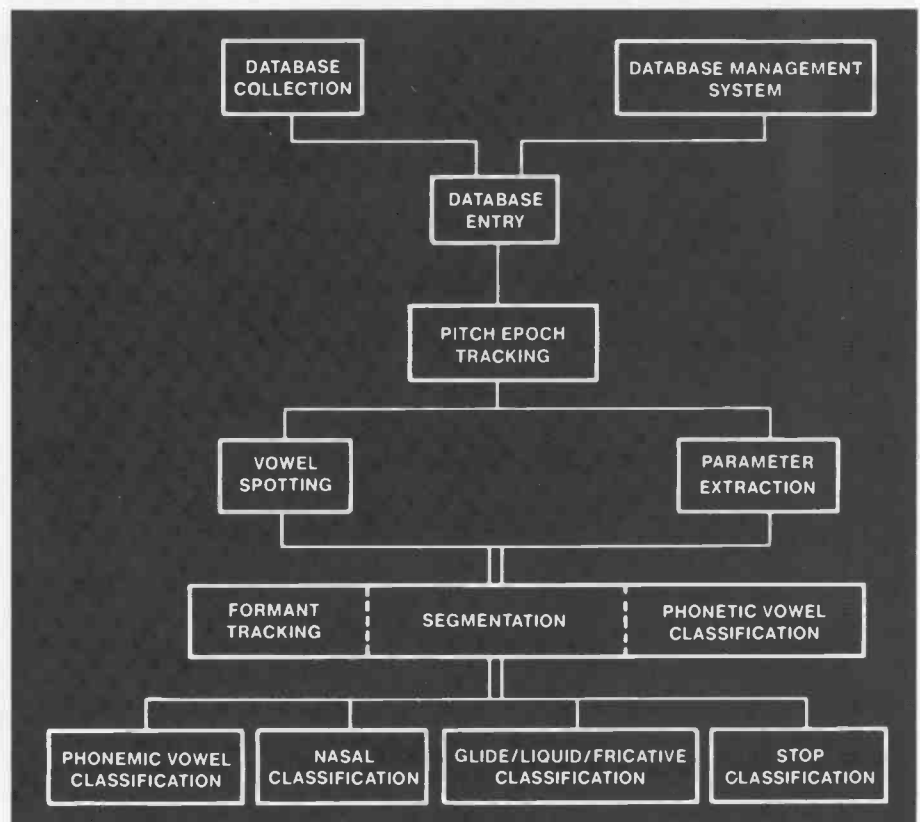 DATABASE
COLLECTION
DATABASE MANAGEMENT
SYSTEM
DATABASE
ENTRY
PITCH EPOCH
TRACKING
VOWEL
SPOTTING
PARAMETER
EXTRACTION
FORMANT
TRACKING
SEGMENTATION
PHONETIC VOWEL
CLASSIFICATION
PHONEMIC VOWEL
CLASSIFICATION
NASAL
CLASSIFICATION
GLIDE/LIQUID/FRICATIVE
CLASSIFICATION
STOP
CLASSIFICATION